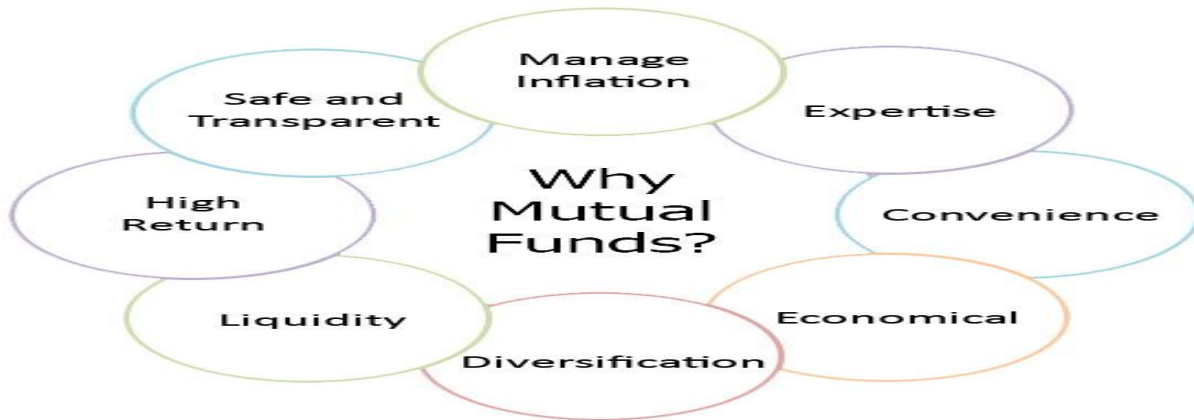 Why
Mutual
Funds?
Manage
Inflation
Expertise
Convenience
Economical
Diversification
Liquidity
High
Return
Safe and
Transparent